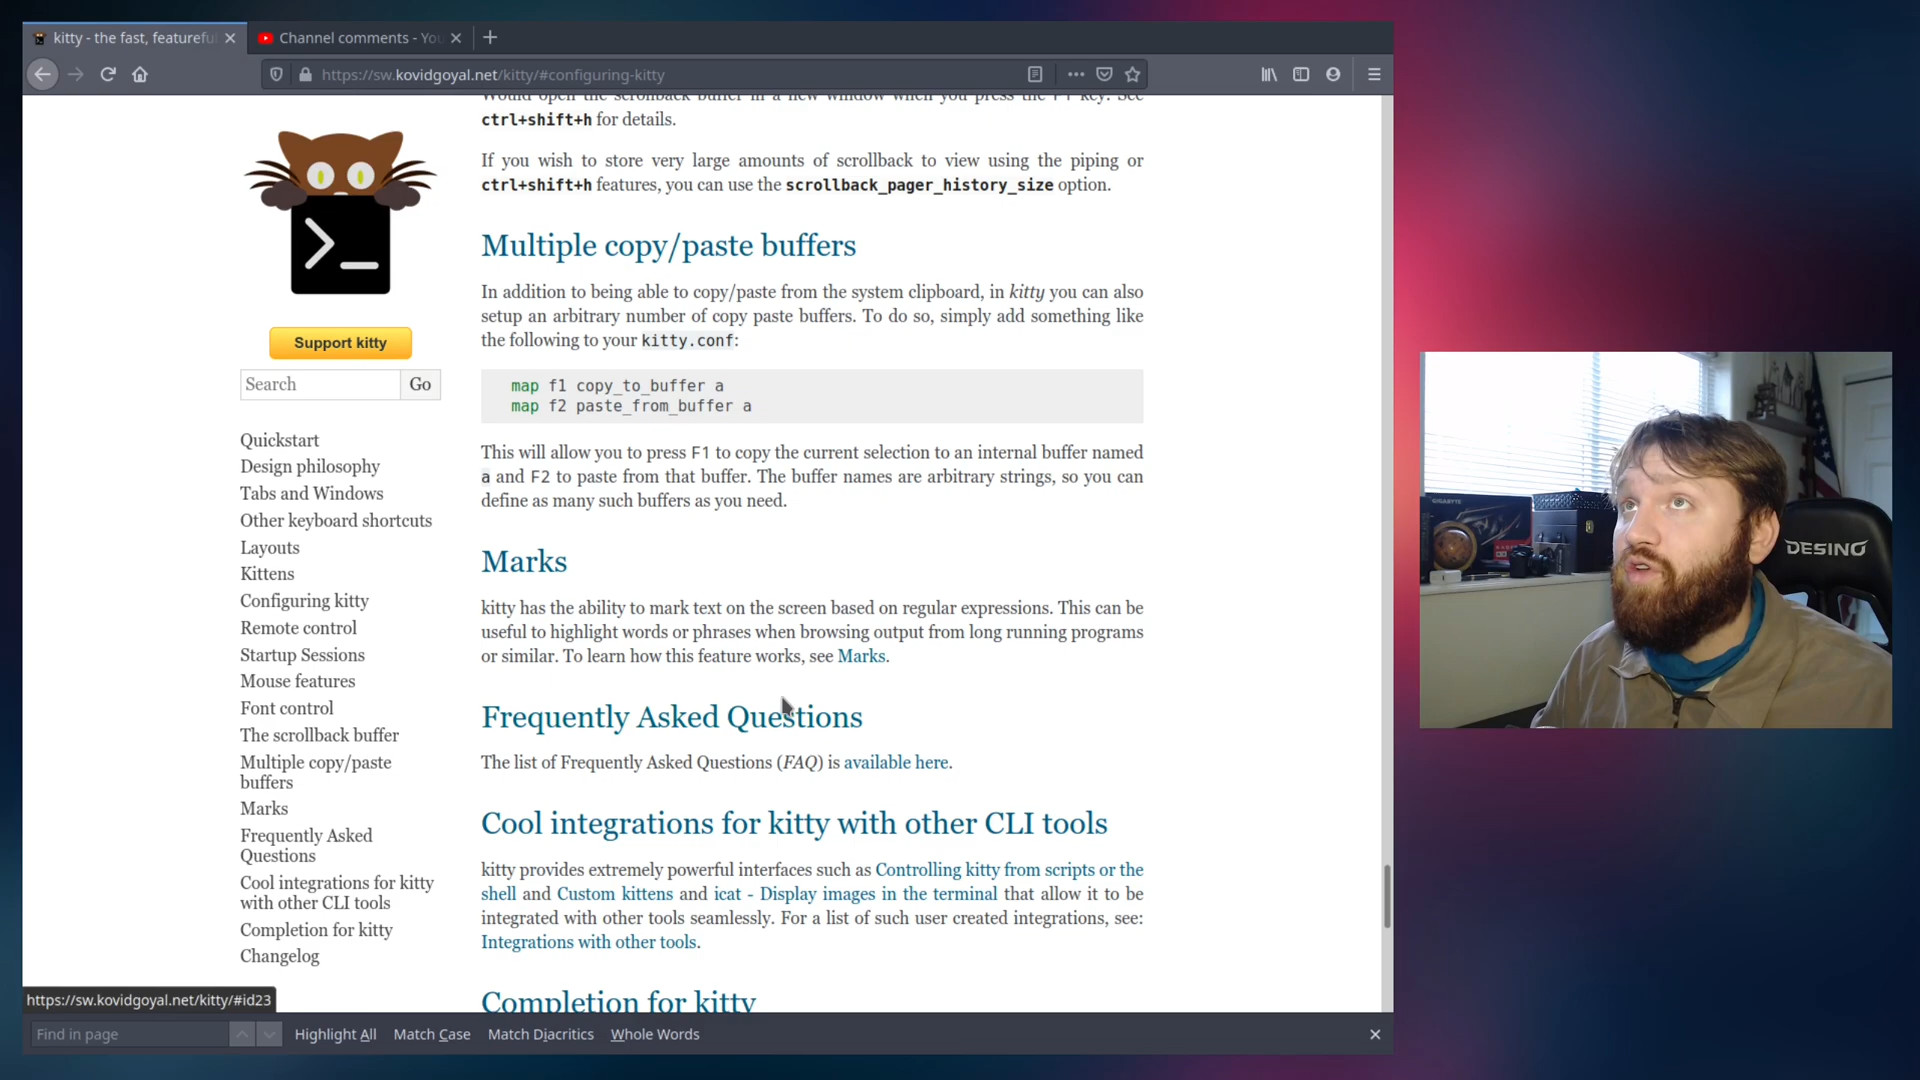 kitty - the fast, featureful
Channel comments - You
https://sw.kovidgoyal.net/kitty/#configuring-kitty
Would open the scrollback buffer in a new window when you press the F1 key. See
ctrl+shift+h for details.
If you wish to store very large amounts of scrollback to view using the piping or
ctrl+shift+h features, you can use the scrollback_pager_history_size option.
Multiple copy/paste buffers
In addition to being able to copy/paste from the system clipboard, in kitty you can also
setup an arbitrary number of copy paste buffers. To do so, simply add something like
the following to your kitty.conf:
map f1 copy_to_buffer a
map f2 paste_from_buffer a
This will allow you to press F1 to copy the current selection to an internal buffer named
a and F2 to paste from that buffer. The buffer names are arbitrary strings, so you can
define as many such buffers as you need.
Marks
kitty has the ability to mark text on the screen based on regular expressions. This can be
useful to highlight words or phrases when browsing output from long running programs
or similar. To learn how this feature works, see Marks.
Frequently Asked Questions
The list of Frequently Asked Questions (FAQ) is available here.
Cool integrations for kitty with other CLI tools
kitty provides extremely powerful interfaces such as Controlling kitty from scripts or the
shell and Custom kittens and icat - Display images in the terminal that allow it to be
integrated with other tools seamlessly. For a list of such user created integrations, see:
Integrations with other tools.
Completion for kitty
Support kitty
Search Go
Quickstart
Design philosophy
Tabs and Windows
Other keyboard shortcuts
Layouts
Kittens
Configuring kitty
Remote control
Startup Sessions
Mouse features
Font control
The scrollback buffer
Multiple copy/paste
buffers
Marks
Frequently Asked
Questions
Cool integrations for kitty
with other CLI tools
Completion for kitty
Changelog
https://sw.kovidgoyal.net/kitty/#id23
Find in page Highlight All Match Case Match Diacritics Whole Words
GIGABYTE
DESINO